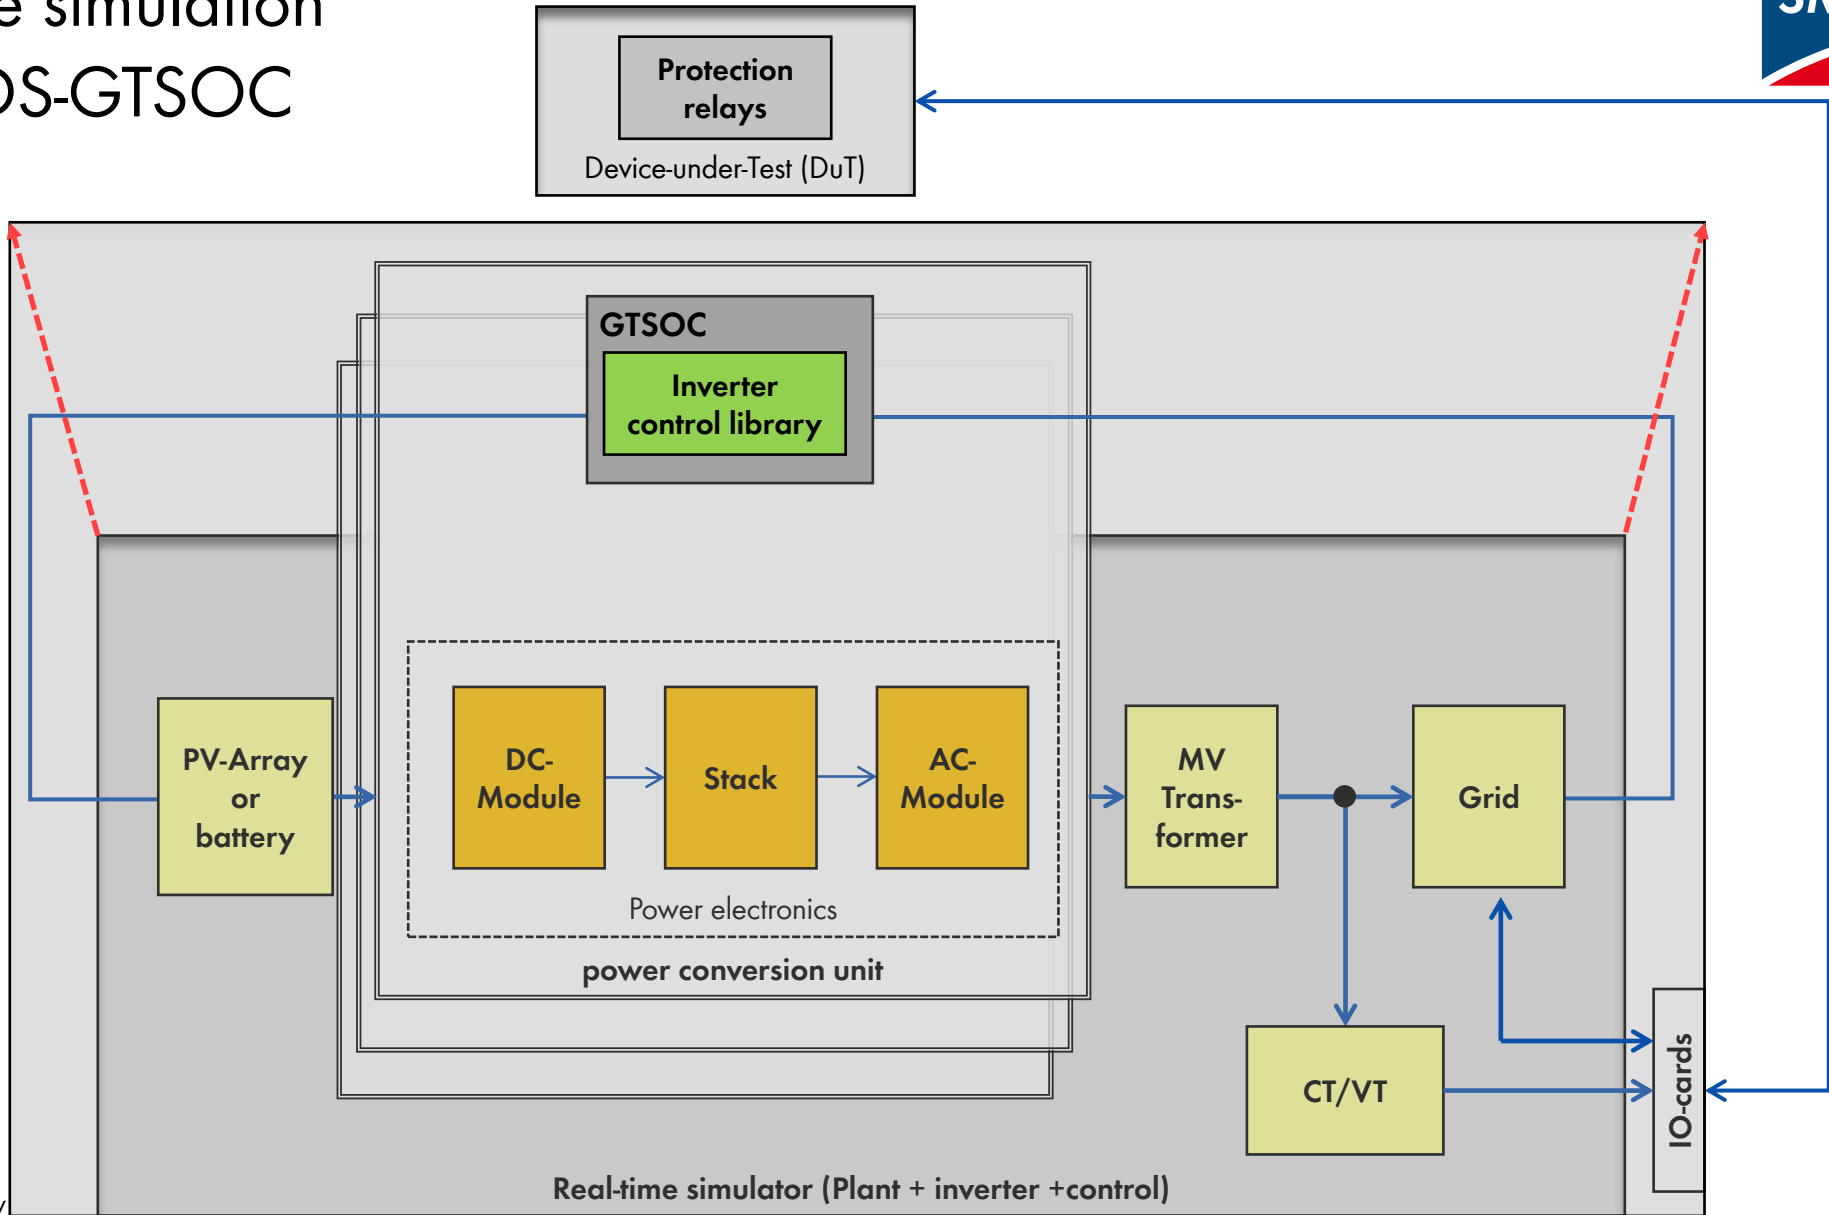 e simulation
DS-GTSOC
Protection
relays
Device-under-Test (DuT)
GTSOC
Inverter
control library
PV-Array
or
battery
DC-
Module
Stack
AC-
Module
Power electronics
power conversion unit
MV
Trans-
former
Grid
CT/VT
IO-cards
Real-time simulator (Plant + inverter +control)